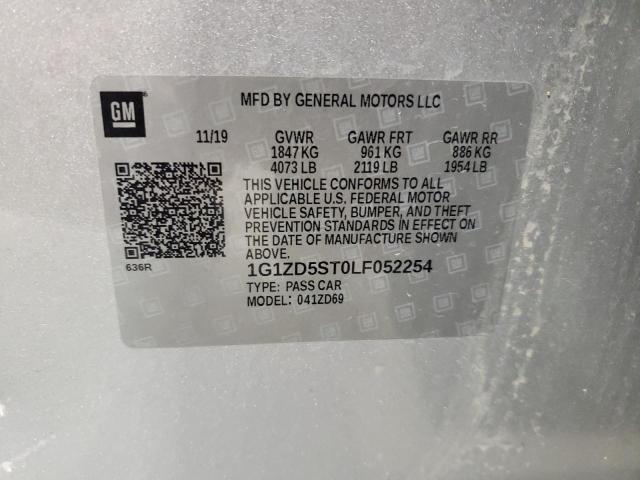 GM
MFD BY GENERAL MOTORS LLC
11/19 GVWR GAWR FRT GAWR RR
1847 KG 961 KG 886 KG
4073 LB 2119 LB 1954 LB
THIS VEHICLE CONFORMS TO ALL
APPLICABLE U.S. FEDERAL MOTOR
VEHICLE SAFETY, BUMPER, AND THEFT
PREVENTION STANDARDS IN EFFECT ON
THE DATE OF MANUFACTURE SHOWN
ABOVE.
636R
1G1ZD5ST0LF052254
TYPE: PASS CAR
MODEL: 041ZD69